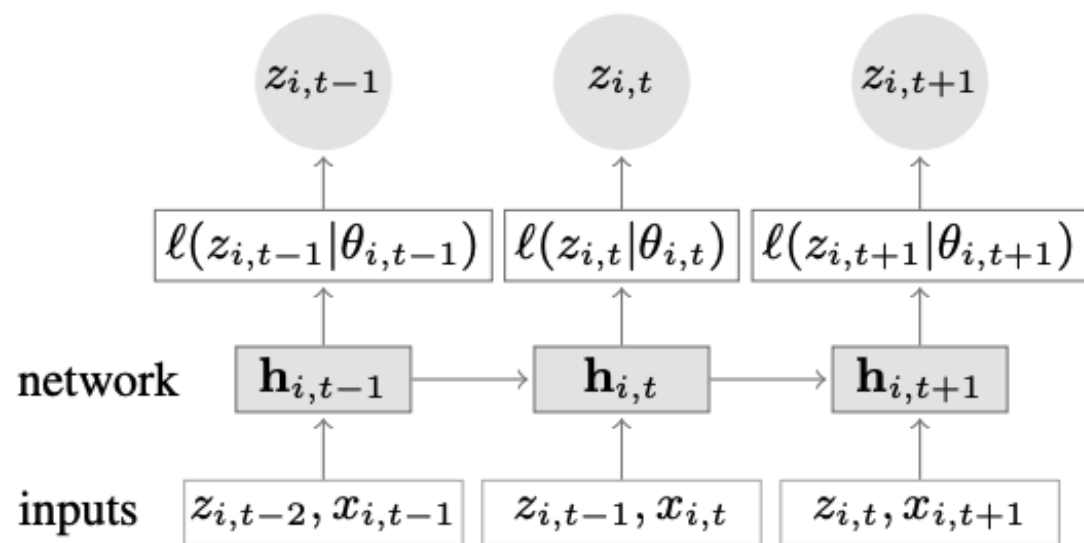 z_{i,t−1} z_{i,t} z_{i,t+1}
ℓ(z_{i,t−1}|θ_{i,t−1}) ℓ(z_{i,t}|θ_{i,t}) ℓ(z_{i,t+1}|θ_{i,t+1})
network h_{i,t−1} h_{i,t} h_{i,t+1}
inputs z_{i,t−2}, x_{i,t−1} z_{i,t−1}, x_{i,t} z_{i,t}, x_{i,t+1}